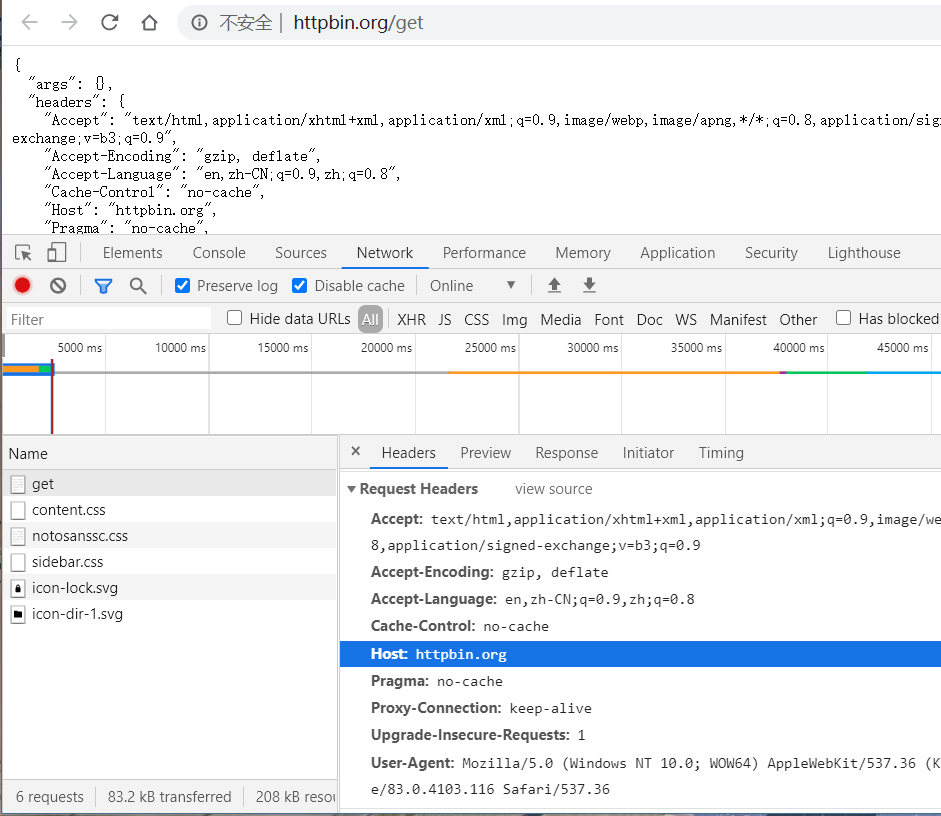 不安全 | httpbin.org/get
{
"args": {},
"headers": {
"Accept": "text/html,application/xhtml+xml,application/xml;q=0.9,image/webp,image/apng,*/*;q=0.8,application/sig
exchange;v=b3;q=0.9",
"Accept-Encoding": "gzip, deflate",
"Accept-Language": "en,zh-CN;q=0.9,zh;q=0.8",
"Cache-Control": "no-cache",
"Host": "httpbin.org",
"Pragma": "no-cache",
Elements Console Sources Network Performance Memory Application Security Lighthouse
Preserve log Disable cache Online
Filter Hide data URLs All XHR JS CSS Img Media Font Doc WS Manifest Other Has blocked
5000 ms 10000 ms 15000 ms 20000 ms 25000 ms 30000 ms 35000 ms 40000 ms 45000 ms
Name
get
content.css
notosanssc.css
sidebar.css
icon-lock.svg
icon-dir-1.svg
6 requests 83.2 kB transferred 208 kB resou
× Headers Preview Response Initiator Timing
Request Headers view source
Accept: text/html,application/xhtml+xml,application/xml;q=0.9,image/we
8,application/signed-exchange;v=b3;q=0.9
Accept-Encoding: gzip, deflate
Accept-Language: en,zh-CN;q=0.9,zh;q=0.8
Cache-Control: no-cache
Host: httpbin.org
Pragma: no-cache
Proxy-Connection: keep-alive
Upgrade-Insecure-Requests: 1
User-Agent: Mozilla/5.0 (Windows NT 10.0; WOW64) AppleWebKit/537.36 (K
e/83.0.4103.116 Safari/537.36